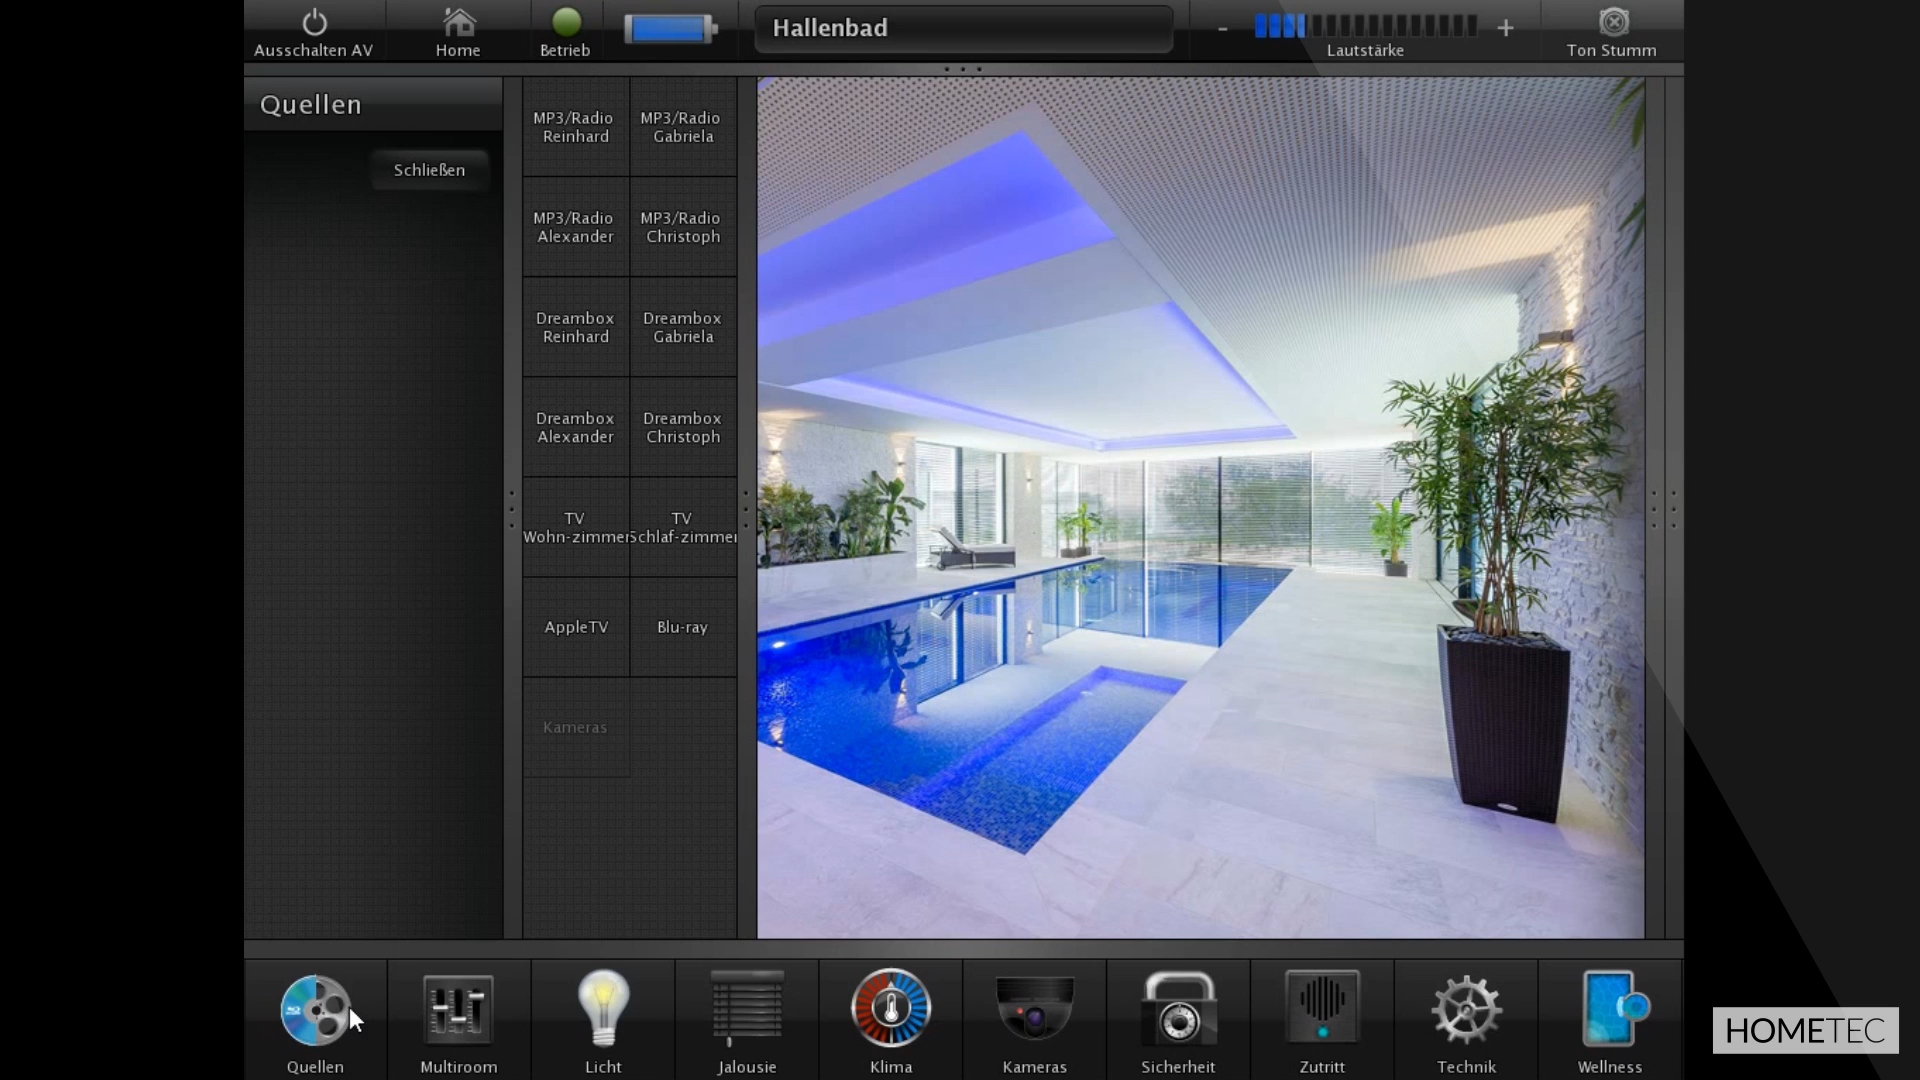 Ausschalten AV
Home
Betrieb
Hallenbad
-
+
Lautstärke
Ton Stumm
Quellen
Schließen
MP3/Radio
Reinhard
MP3/Radio
Gabriela
MP3/Radio
Alexander
MP3/Radio
Christoph
Dreambox
Reinhard
Dreambox
Gabriela
Dreambox
Alexander
Dreambox
Christoph
TV
Wohn-zimmer
TV
Schlaf-zimmer
AppleTV
Blu-ray
Kameras
Quellen
Multiroom
Licht
Jalousie
Klima
Kameras
Sicherheit
Zutritt
Technik
Wellness
HOMETEC